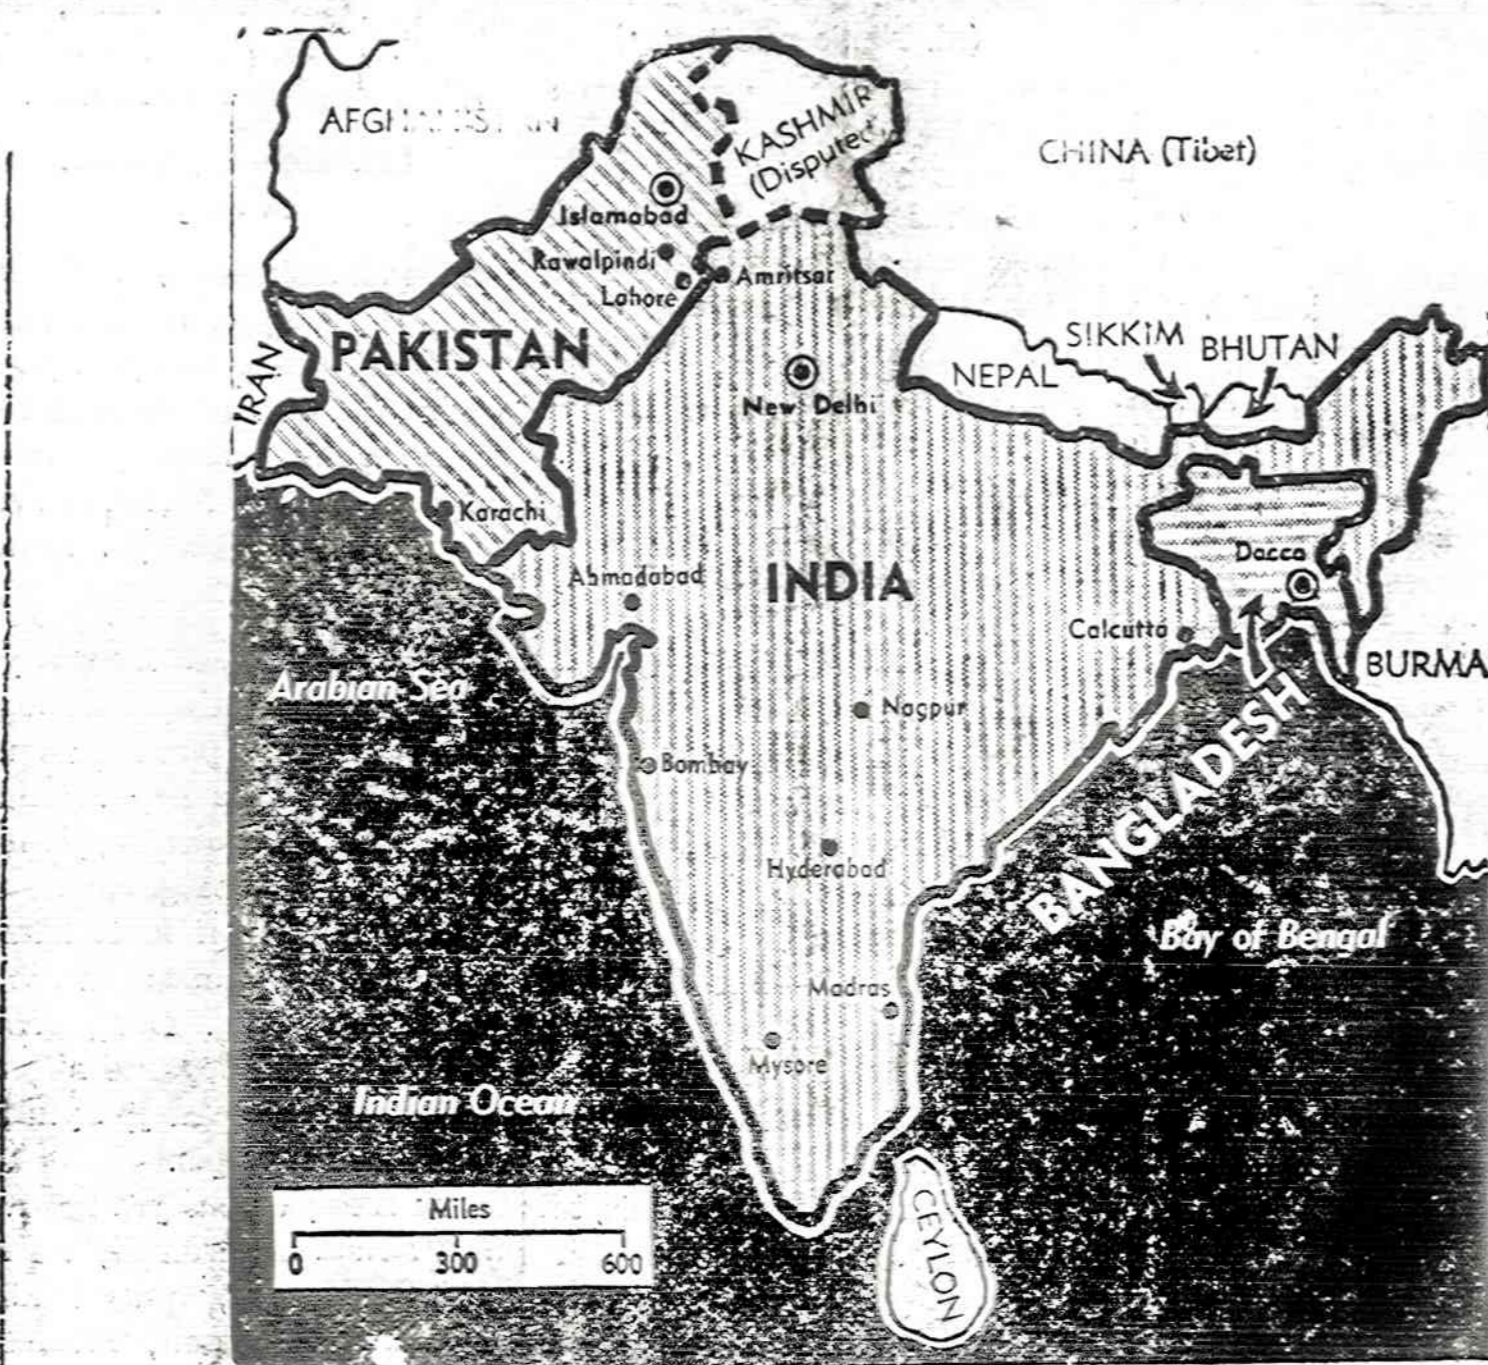 CHINA (Tibet)
KASHMIR
(Disputed
Islamabad
Rawalpindi
Amritsar
Lahore
PAKISTAN
IRAN
SIKKIM
BHUTAN
NEPAL
New Delhi
Karachi
Dacca
Ahmadabad
INDIA
Calcutta
BURMA
Arabian Sea
Nagpur
Bombay
BANGLADESH
Hyderabad
Bay of Bengal
Madras
Mysore
Indian Ocean
CEYLON
Miles
0 300 600